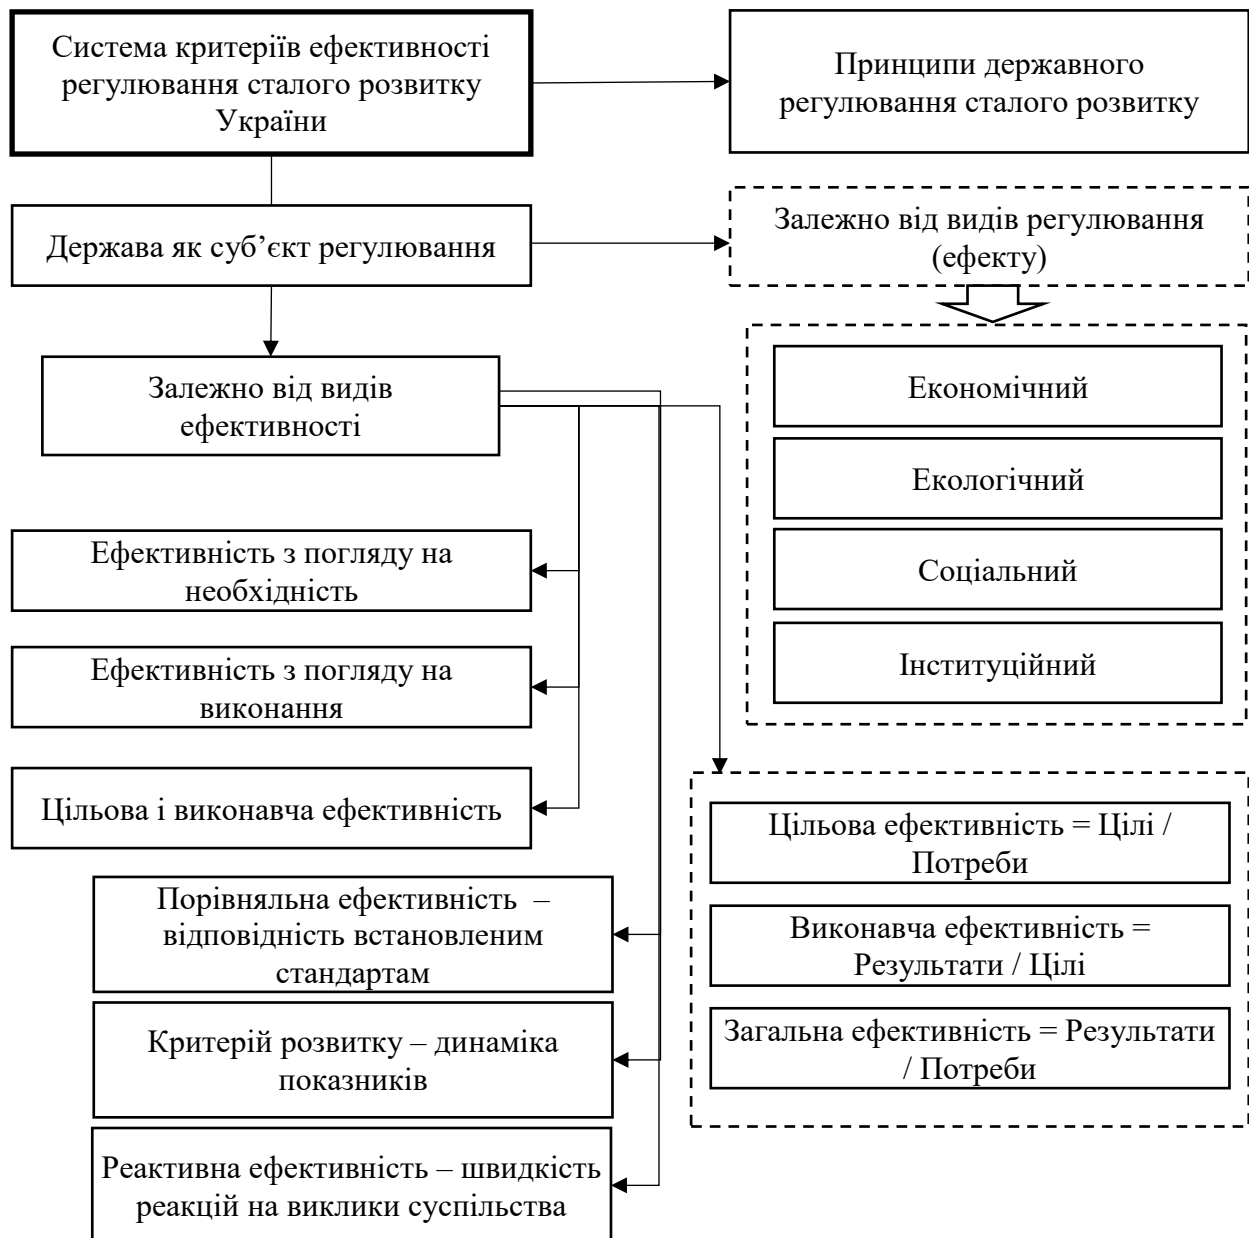 Система критеріїв ефективності
регулювання сталого розвитку
України
Принципи державного
регулювання сталого розвитку
Держава як суб’єкт регулювання
Залежно від видів регулювання
(ефекту)
Залежно від видів
ефективності
Економічний
Екологічний
Соціальний
Інституційний
Ефективність з погляду на
необхідність
Ефективність з погляду на
виконання
Цільова і виконавча ефективність
Порівняльна ефективність –
відповідність встановленим
стандартам
Критерій розвитку – динаміка
показників
Реактивна ефективність – швидкість
реакцій на виклики суспільства
Цільова ефективність = Цілі /
Потреби
Виконавча ефективність =
Результати / Цілі
Загальна ефективність = Результати
/ Потреби